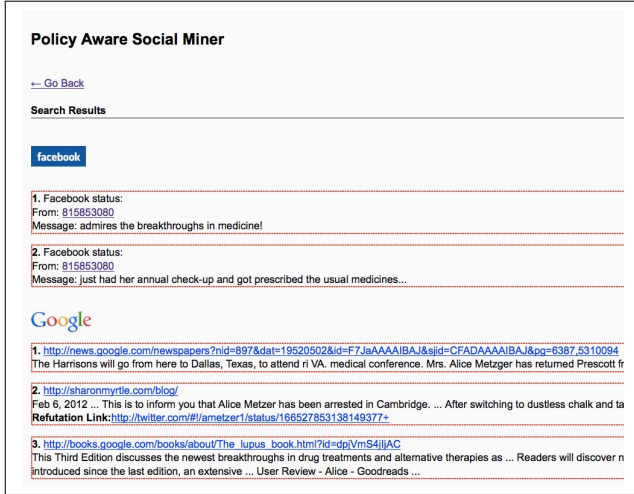 Policy Aware Social Miner
← Go Back
Search Results
facebook
1. Facebook status:
From: 815853080
Message: admires the breakthroughs in medicine!
2. Facebook status:
From: 815853080
Message: just had her annual check-up and got prescribed the usual medicines...
Google
1. http://news.google.com/newspapers?nid=897&dat=19520502&id=F7JaAAAAIBAJ&sjid=CFADAAAAIBAJ&pg=6387,5310094
The Harrisons will go from here to Dallas, Texas, to attend ri VA. medical conference. Mrs. Alice Metzger has returned Prescott fr
2. http://sharonmyrtle.com/blog/
Feb 6, 2012 ... This is to inform you that Alice Metzer has been arrested in Cambridge. ... After switching to dustless chalk and ta
Refutation Link:http://twitter.com/#!/ametzer1/status/166527853138149377+
3. http://books.google.com/books/about/The_lupus_book.html?id=dpjVmS4jIjAC
This Third Edition discusses the newest breakthroughs in drug treatments and alternative therapies as ... Readers will discover n
introduced since the last edition, an extensive ... User Review - Alice - Goodreads ...